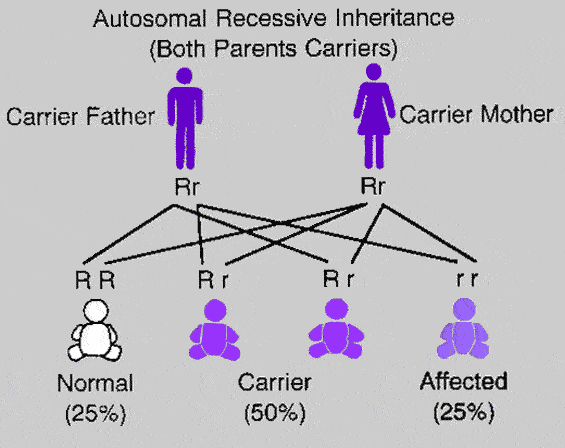 Autosomal Recessive Inheritance
(Both Parents Carriers)
Carrier Father
Carrier Mother
Rr
Rr
R R
R r
R r
r r
Normal
(25%)
Carrier
(50%)
Affected
(25%)